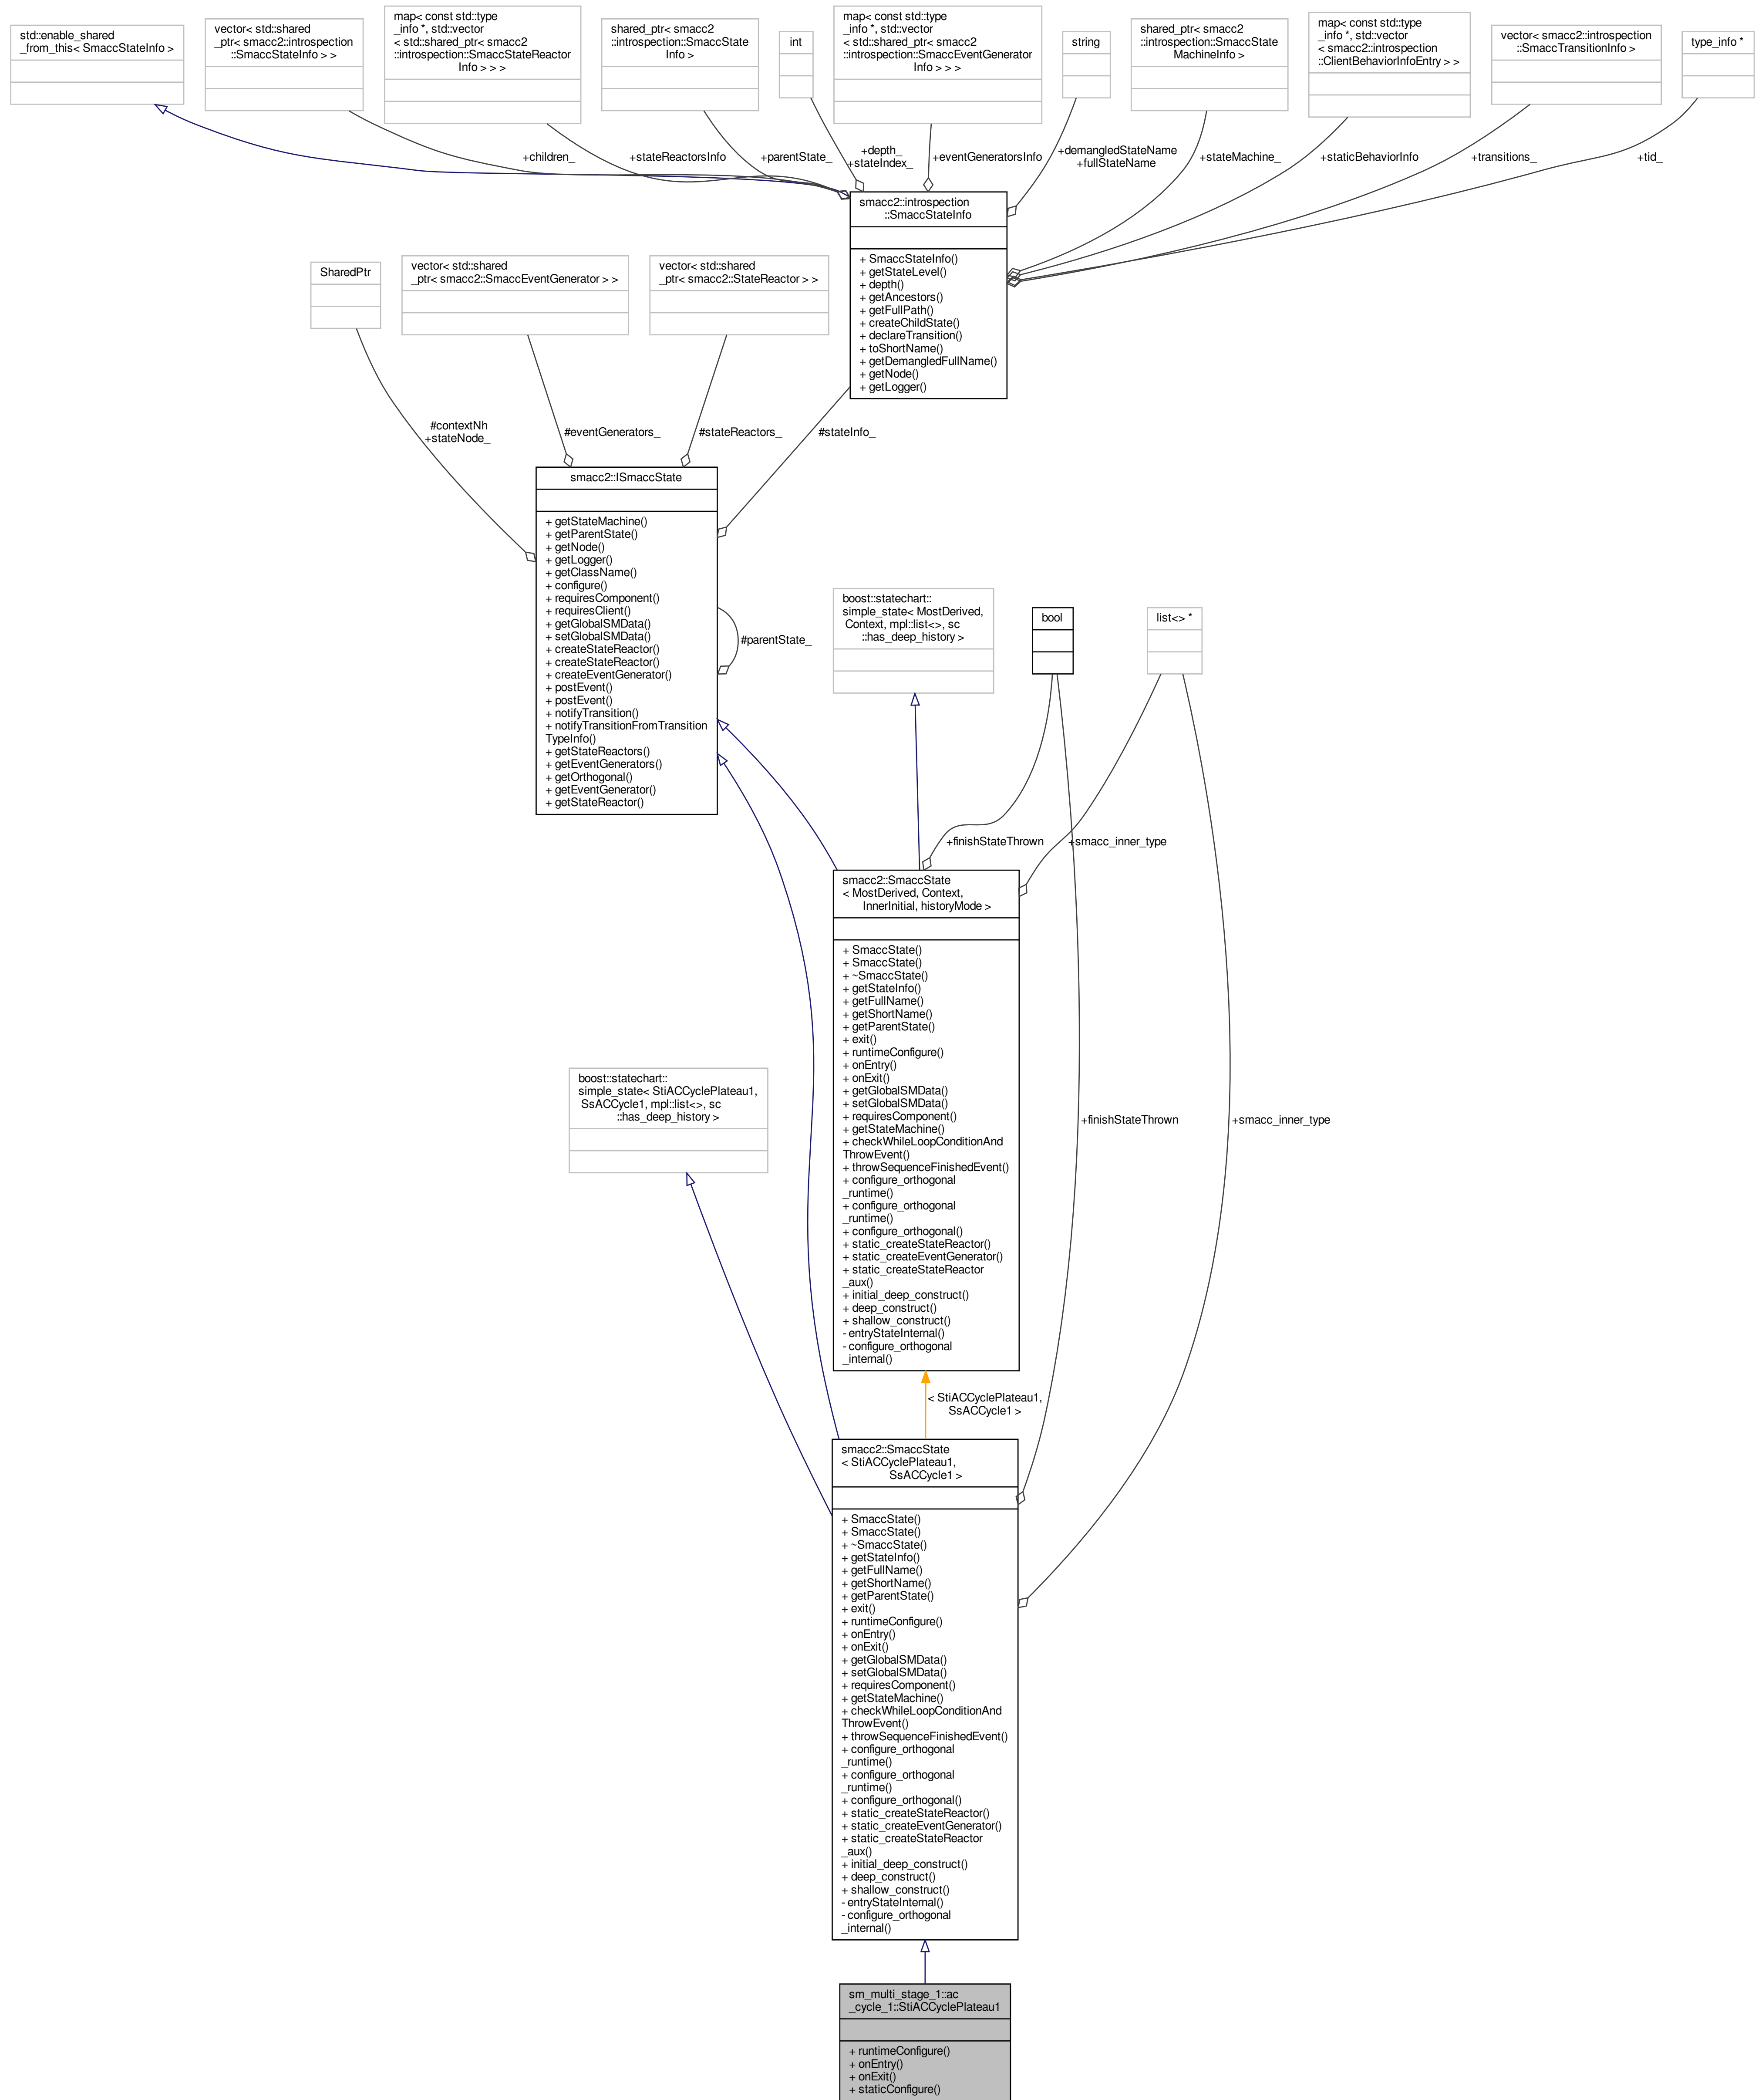 std::enable_shared
_from_this< SmaccStateInfo >
vector< std::shared
_ptr< smacc2::introspection
::SmaccStateInfo > >
map< const std::type
_info *, std::vector
< std::shared_ptr< smacc2
::introspection::SmaccStateReactor
Info > > >
shared_ptr< smacc2
::introspection::SmaccState
Info >
int
map< const std::type
_info *, std::vector
< std::shared_ptr< smacc2
::introspection::SmaccEventGenerator
Info > > >
string
shared_ptr< smacc2
::introspection::SmaccState
MachineInfo >
map< const std::type
_info *, std::vector
< smacc2::introspection
::ClientBehaviorInfoEntry > >
vector< smacc2::introspection
::SmaccTransitionInfo >
type_info *
+children_
+stateReactorsInfo
+parentState_
+depth_
+stateIndex_
+eventGeneratorsInfo
+demangledStateName
+fullStateName
+stateMachine_
+staticBehaviorInfo
+transitions_
+tid_
smacc2::introspection
::SmaccStateInfo
+ SmaccStateInfo()
+ getStateLevel()
+ depth()
+ getAncestors()
+ getFullPath()
+ createChildState()
+ declareTransition()
+ toShortName()
+ getDemangledFullName()
+ getNode()
+ getLogger()
SharedPtr
vector< std::shared
_ptr< smacc2::SmaccEventGenerator > >
vector< std::shared
_ptr< smacc2::StateReactor > >
#contextNh
+stateNode_
#eventGenerators_
#stateReactors_
#stateInfo_
smacc2::ISmaccState
+ getStateMachine()
+ getParentState()
+ getNode()
+ getLogger()
+ getClassName()
+ configure()
+ requiresComponent()
+ requiresClient()
+ getGlobalSMData()
+ setGlobalSMData()
+ createStateReactor()
+ createStateReactor()
+ createEventGenerator()
+ postEvent()
+ postEvent()
+ notifyTransition()
+ notifyTransitionFromTransition
TypeInfo()
+ getStateReactors()
+ getEventGenerators()
+ getOrthogonal()
+ getEventGenerator()
+ getStateReactor()
#parentState_
boost::statechart::
simple_state< MostDerived,
Context, mpl::list<>, sc
::has_deep_history >
bool
list<> *
+finishStateThrown
+smacc_inner_type
smacc2::SmaccState
< MostDerived, Context,
InnerInitial, historyMode >
+ SmaccState()
+ SmaccState()
+ ~SmaccState()
+ getStateInfo()
+ getFullName()
+ getShortName()
+ getParentState()
+ exit()
+ runtimeConfigure()
+ onEntry()
+ onExit()
+ getGlobalSMData()
+ setGlobalSMData()
+ requiresComponent()
+ getStateMachine()
+ checkWhileLoopConditionAnd
ThrowEvent()
+ throwSequenceFinishedEvent()
+ configure_orthogonal
_runtime()
+ configure_orthogonal
_runtime()
+ configure_orthogonal()
+ static_createStateReactor()
+ static_createEventGenerator()
+ static_createStateReactor
_aux()
+ initial_deep_construct()
+ deep_construct()
+ shallow_construct()
- entryStateInternal()
- configure_orthogonal
_internal()
boost::statechart::
simple_state< StiACCyclePlateau1,
SsACCycle1, mpl::list<>, sc
::has_deep_history >
+finishStateThrown
+smacc_inner_type
< StiACCyclePlateau1,
SsACCycle1 >
smacc2::SmaccState
< StiACCyclePlateau1,
SsACCycle1 >
+ SmaccState()
+ SmaccState()
+ ~SmaccState()
+ getStateInfo()
+ getFullName()
+ getShortName()
+ getParentState()
+ exit()
+ runtimeConfigure()
+ onEntry()
+ onExit()
+ getGlobalSMData()
+ setGlobalSMData()
+ requiresComponent()
+ getStateMachine()
+ checkWhileLoopConditionAnd
ThrowEvent()
+ throwSequenceFinishedEvent()
+ configure_orthogonal
_runtime()
+ configure_orthogonal
_runtime()
+ configure_orthogonal()
+ static_createStateReactor()
+ static_createEventGenerator()
+ static_createStateReactor
_aux()
+ initial_deep_construct()
+ deep_construct()
+ shallow_construct()
- entryStateInternal()
- configure_orthogonal
_internal()
sm_multi_stage_1::ac
_cycle_1::StiACCyclePlateau1
+ runtimeConfigure()
+ onEntry()
+ onExit()
+ staticConfigure()